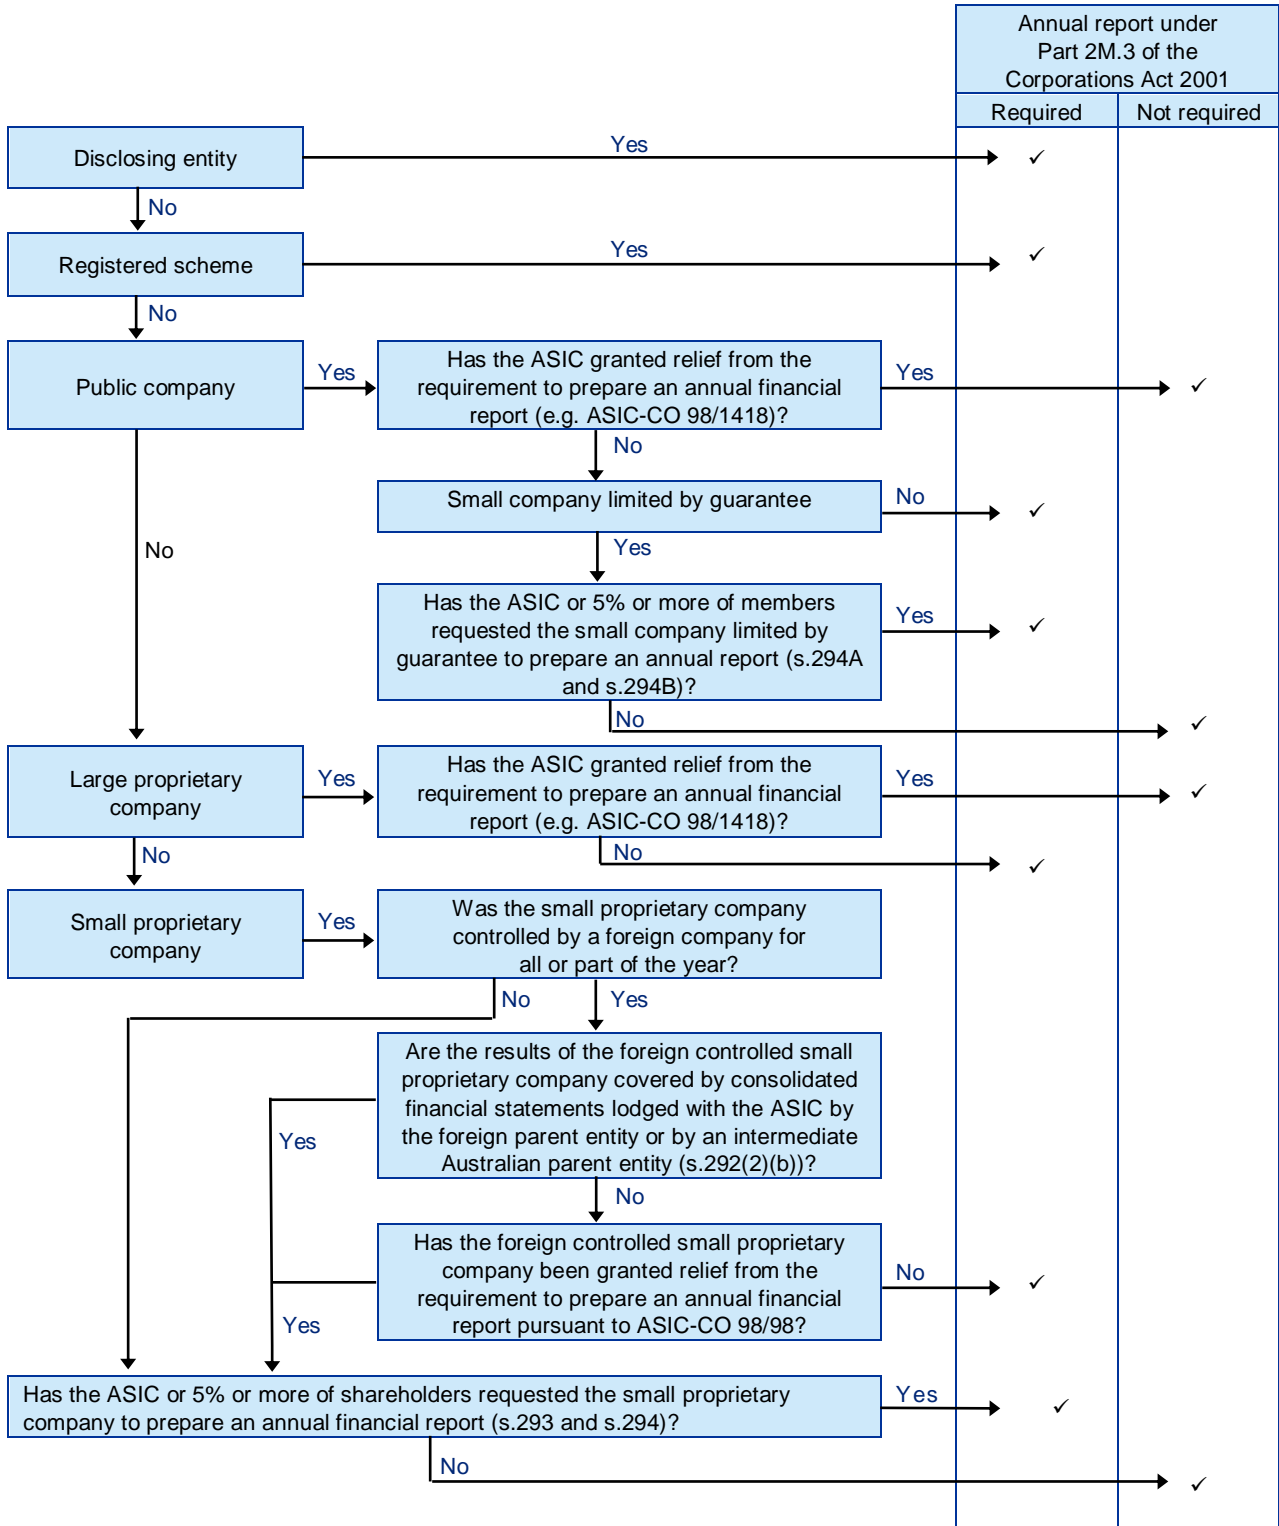 Annual report under
Part 2M.3 of the
Corporations Act 2001
Required
Not required
Disclosing entity
Yes
✓
No
Registered scheme
Yes
✓
No
Public company
Yes
Has the ASIC granted relief from the
requirement to prepare an annual financial
report (e.g. ASIC-CO 98/1418)?
Yes
✓
No
Small company limited by guarantee
No
✓
Yes
No
Has the ASIC or 5% or more of members
requested the small company limited by
guarantee to prepare an annual report (s.294A
and s.294B)?
Yes
✓
No
✓
Large proprietary
company
Yes
Has the ASIC granted relief from the
requirement to prepare an annual financial
report (e.g. ASIC-CO 98/1418)?
Yes
✓
No
✓
No
Small proprietary
company
Yes
Was the small proprietary company
controlled by a foreign company for
all or part of the year?
No
Yes
Are the results of the foreign controlled small
proprietary company covered by consolidated
financial statements lodged with the ASIC by
the foreign parent entity or by an intermediate
Australian parent entity (s.292(2)(b))?
Yes
No
Has the foreign controlled small proprietary
company been granted relief from the
requirement to prepare an annual financial
report pursuant to ASIC-CO 98/98?
No
✓
Yes
Has the ASIC or 5% or more of shareholders requested the small proprietary
company to prepare an annual financial report (s.293 and s.294)?
Yes
✓
No
✓